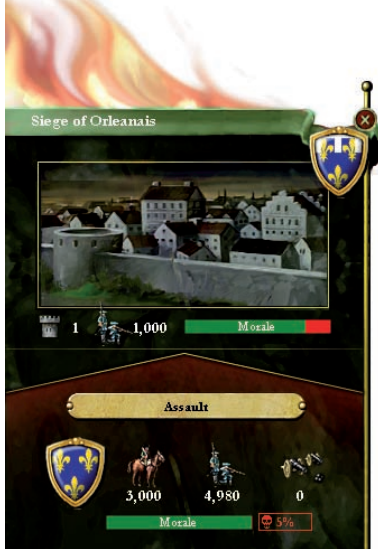 Siege of Orleanais
1 1,000 Morale
Assault
3,000 4,980 0
Morale 5%